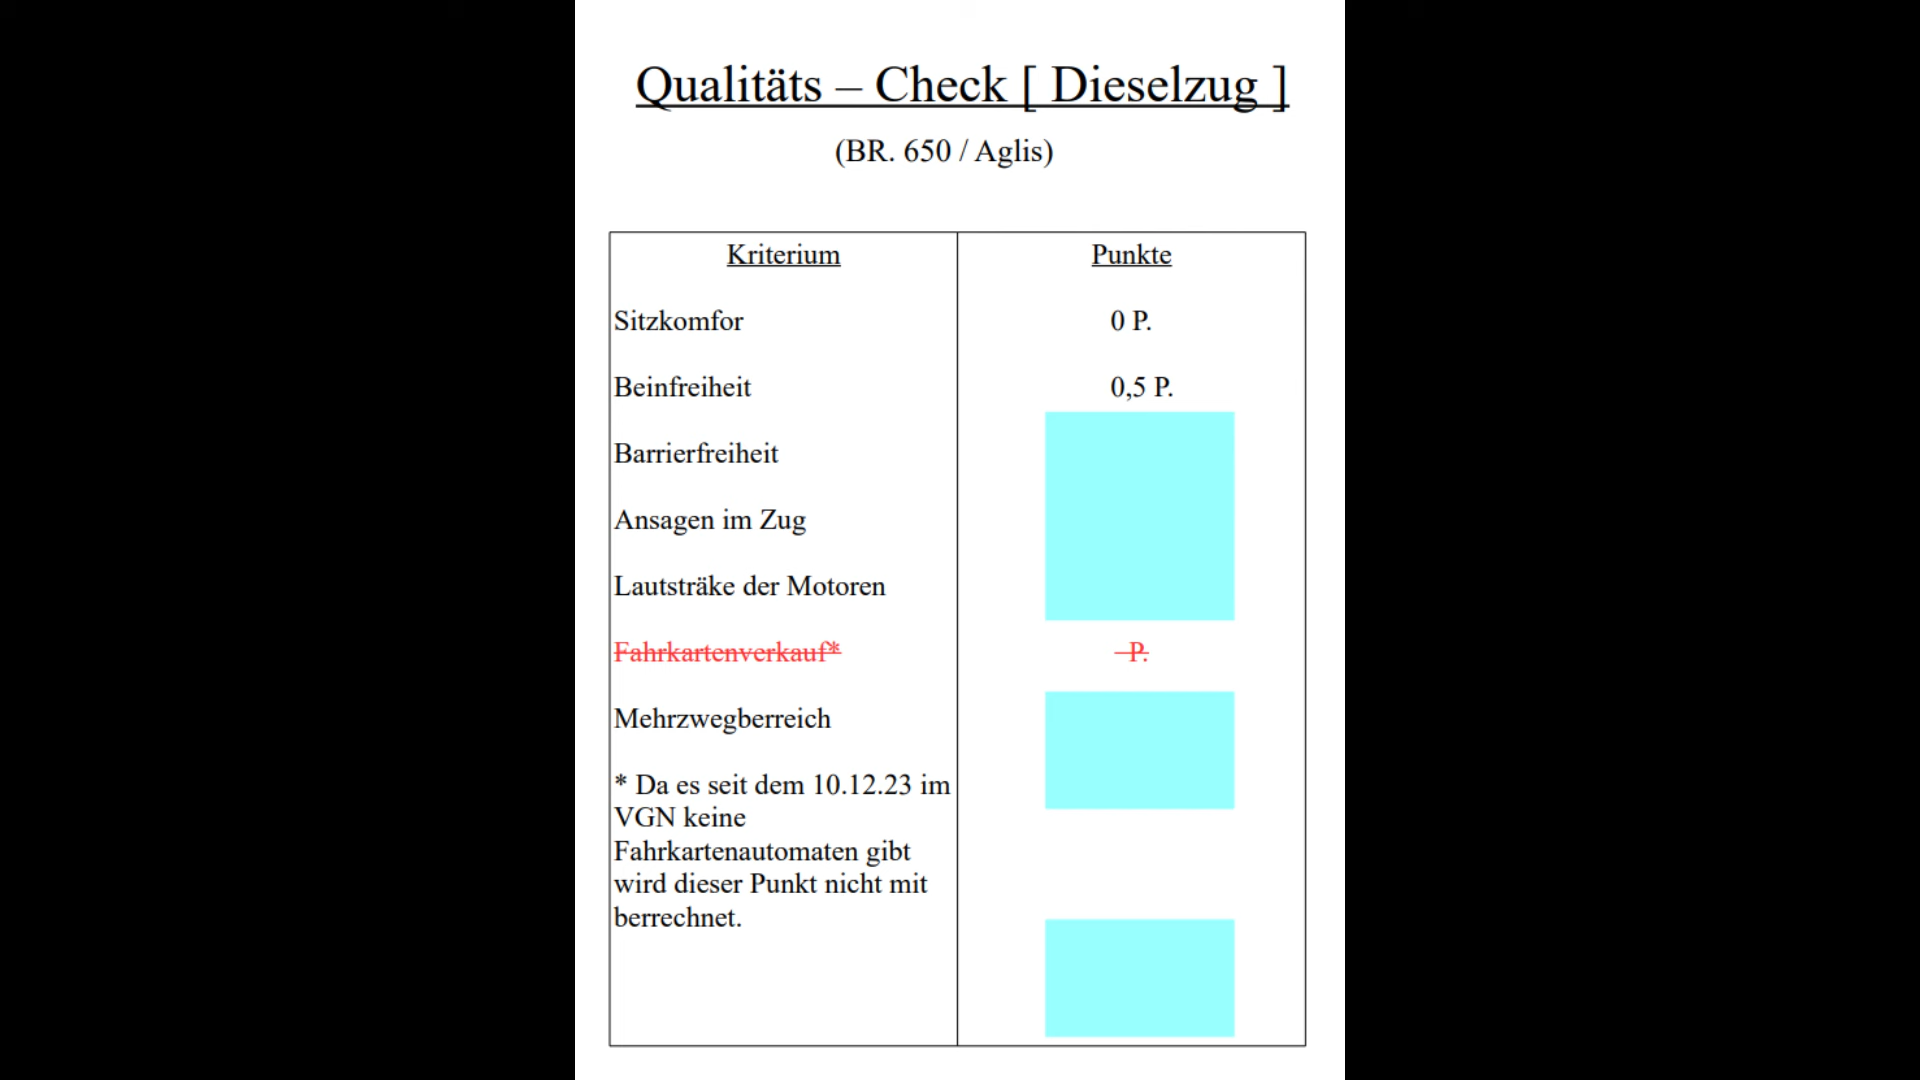 Qualitäts – Check [ Dieselzug ]
(BR. 650 / Aglis)
Kriterium Punkte
Sitzkomfor 0 P.
Beinfreiheit 0,5 P.
Barrierfreiheit
Ansagen im Zug
Lautsträke der Motoren
Fahrkartenverkauf* P.
Mehrzwegberreich
* Da es seit dem 10.12.23 im
VGN keine
Fahrkartenautomaten gibt
wird dieser Punkt nicht mit
berrechnet.